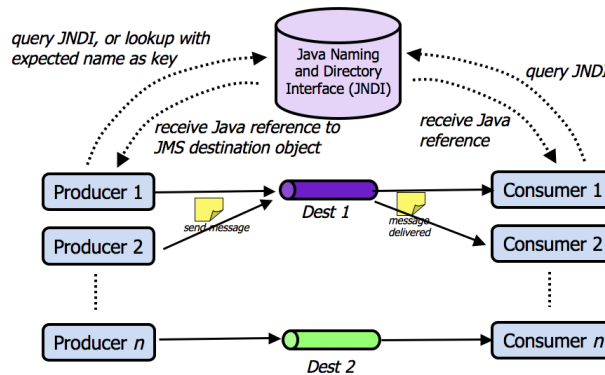 query JNDI, or lookup with
expected name as key
Java Naming
and Directory
Interface (JNDI)
query JNDI
receive Java reference to
JMS destination object
receive Java
reference
Producer 1
Consumer 1
Dest 1
send message
message
delivered
Producer 2
Consumer 2
Producer n
Consumer n
Dest 2